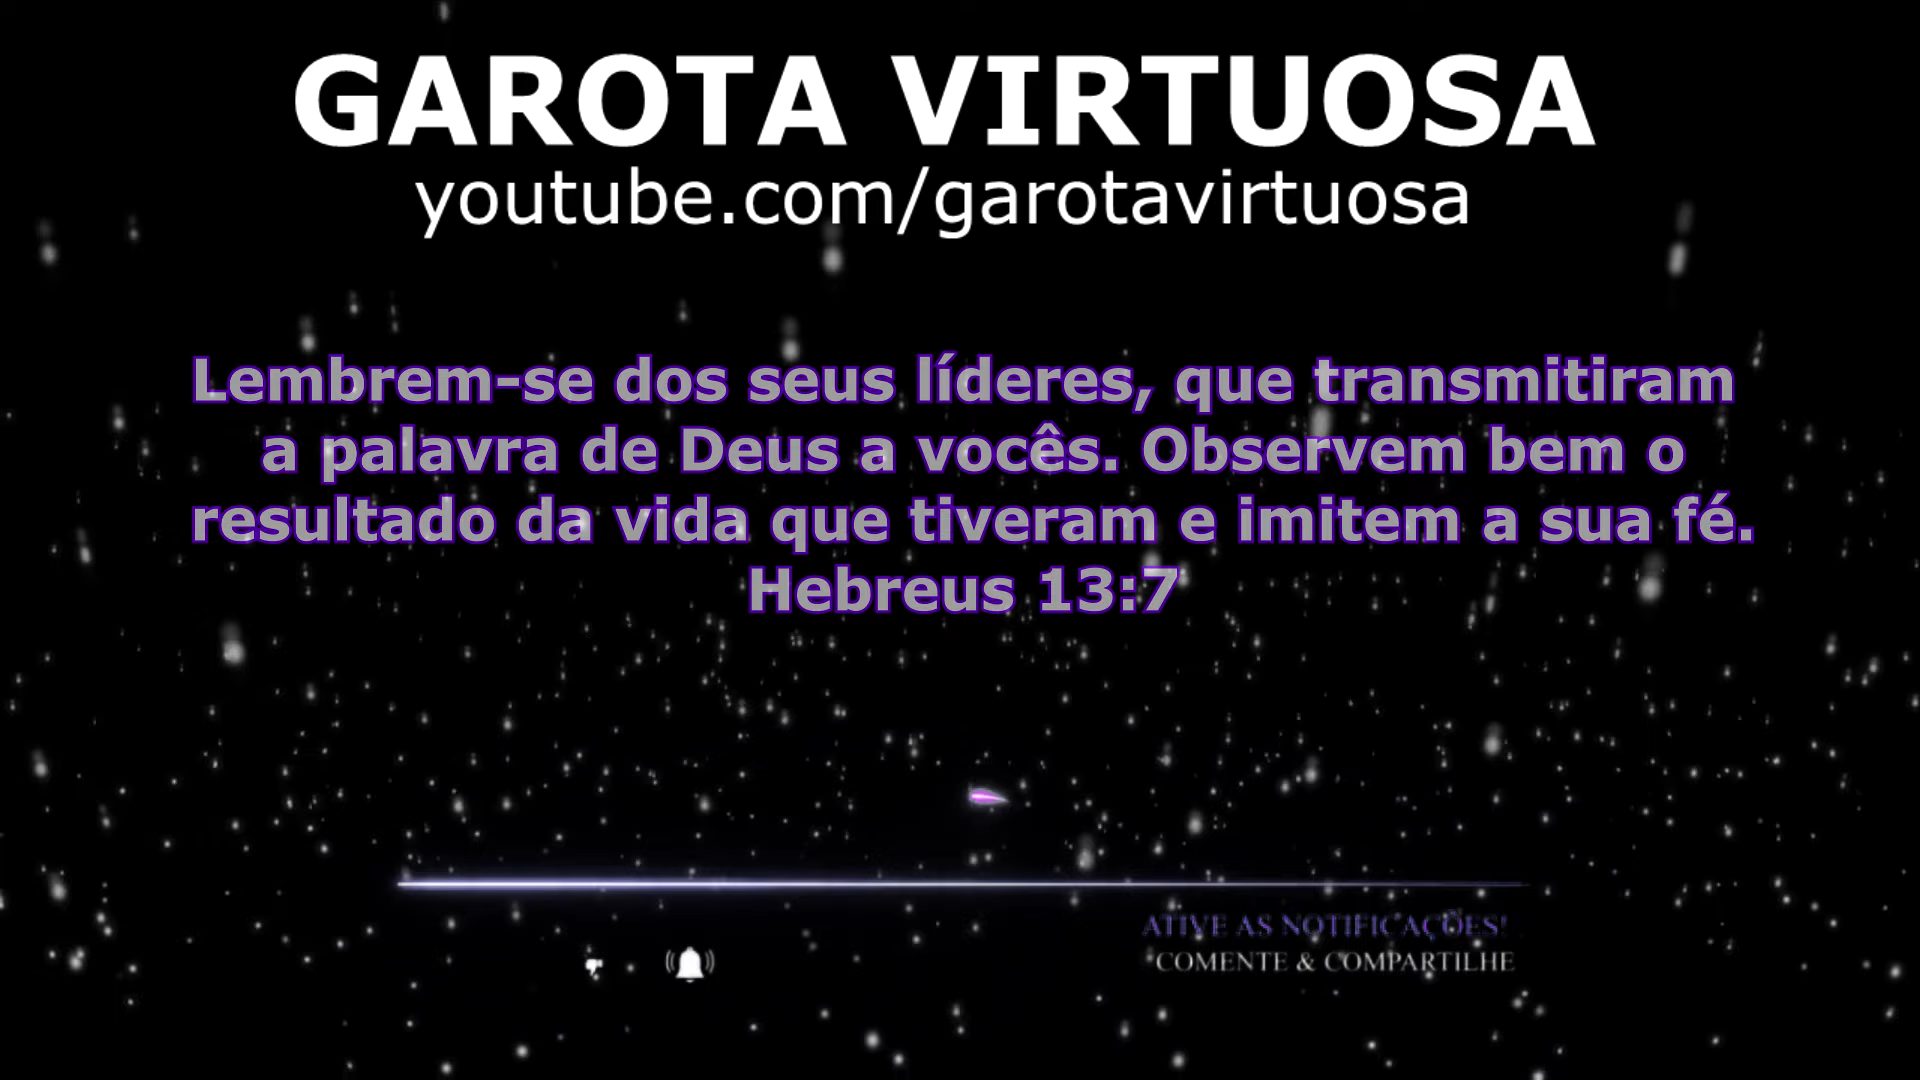 GAROTA VIRTUOSA
youtube.com/garotavirtuosa
Lembrem-se dos seus líderes, que transmitiram
a palavra de Deus a vocês. Observem bem o
resultado da vida que tiveram e imitem a sua fé.
Hebreus 13:7
ATIVE AS NOTIFICAÇÕES!
COMENTE & COMPARTILHE